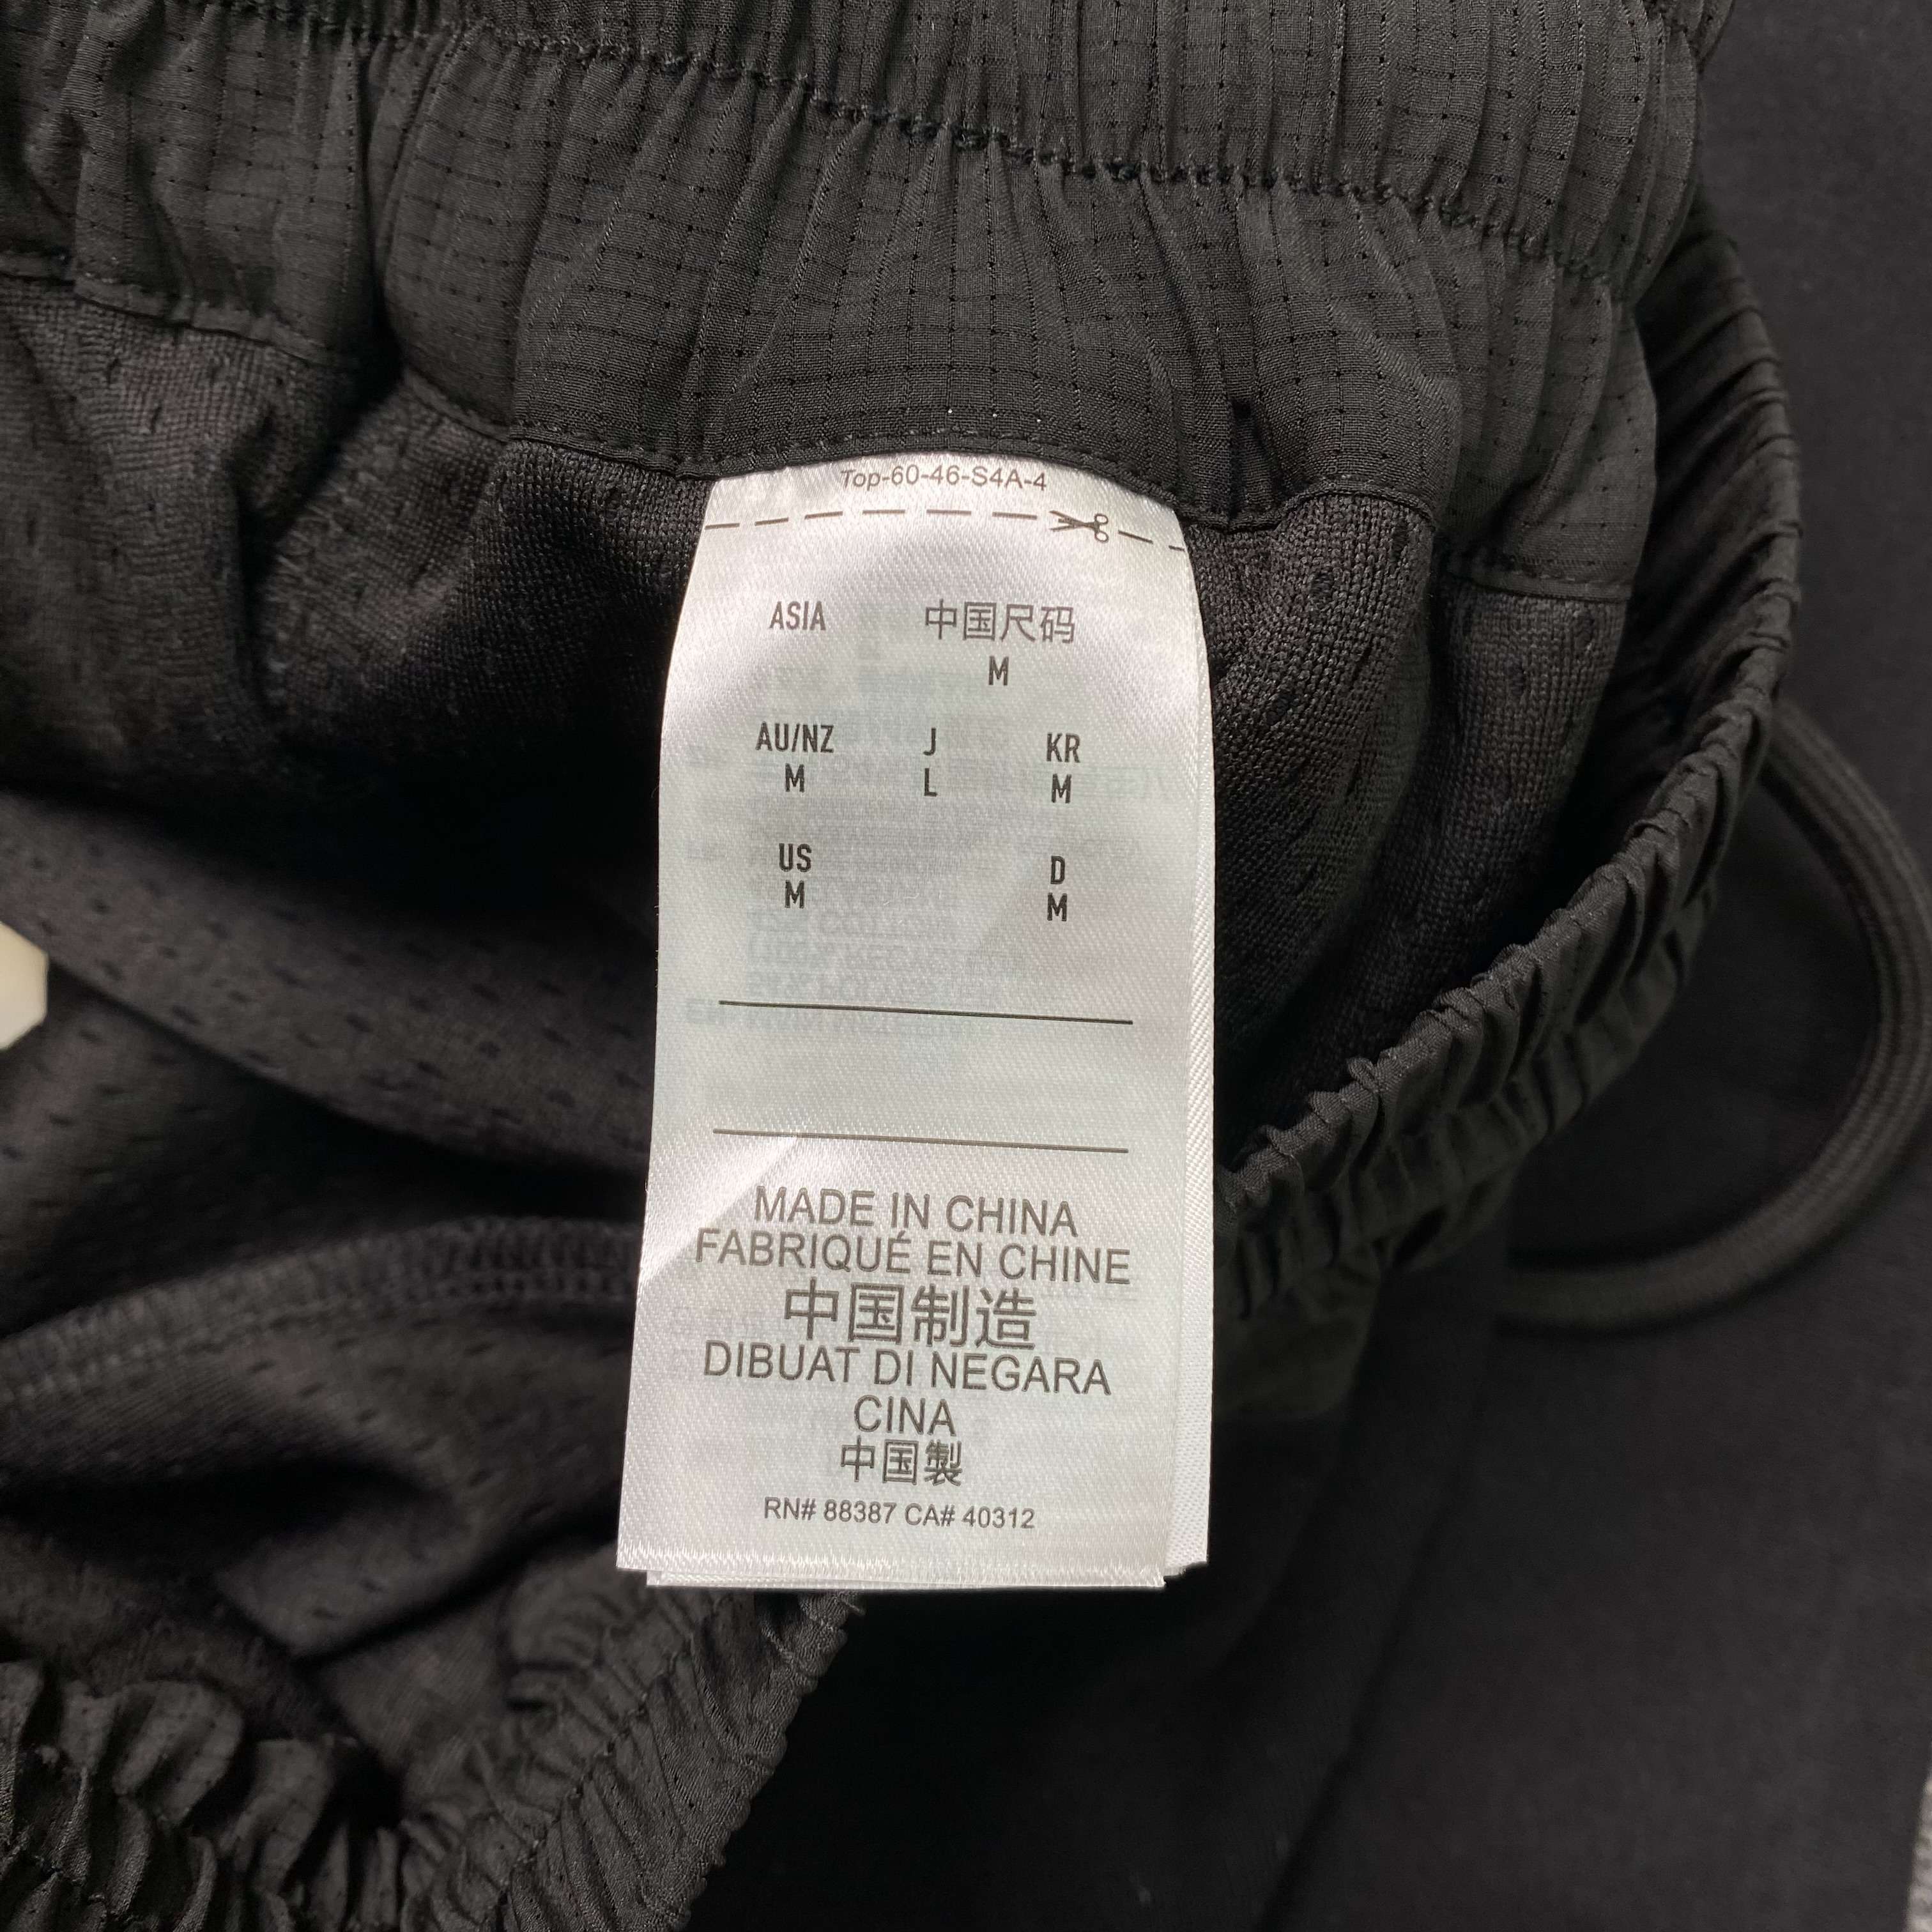 Top-60-46-S4A-4
ASIA 中国尺码
M
AU/NZ J KR
M L M
US D
M M
MADE IN CHINA
FABRIQUÉ EN CHINE
中国制造
DIBUAT DI NEGARA
CINA
中国製
RN# 88387 CA# 40312